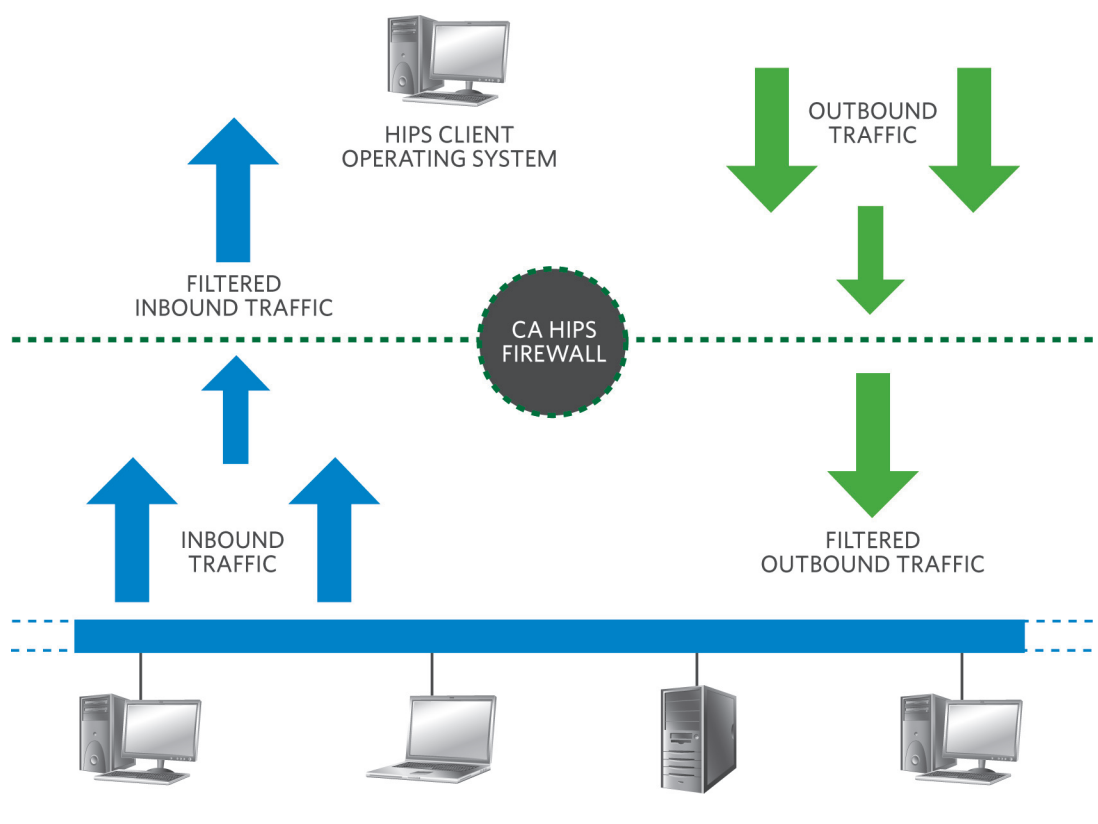 HIPS CLIENT
OPERATING SYSTEM
OUTBOUND
TRAFFIC
FILTERED
INBOUND TRAFFIC
CA HIPS
FIREWALL
INBOUND
TRAFFIC
FILTERED
OUTBOUND TRAFFIC